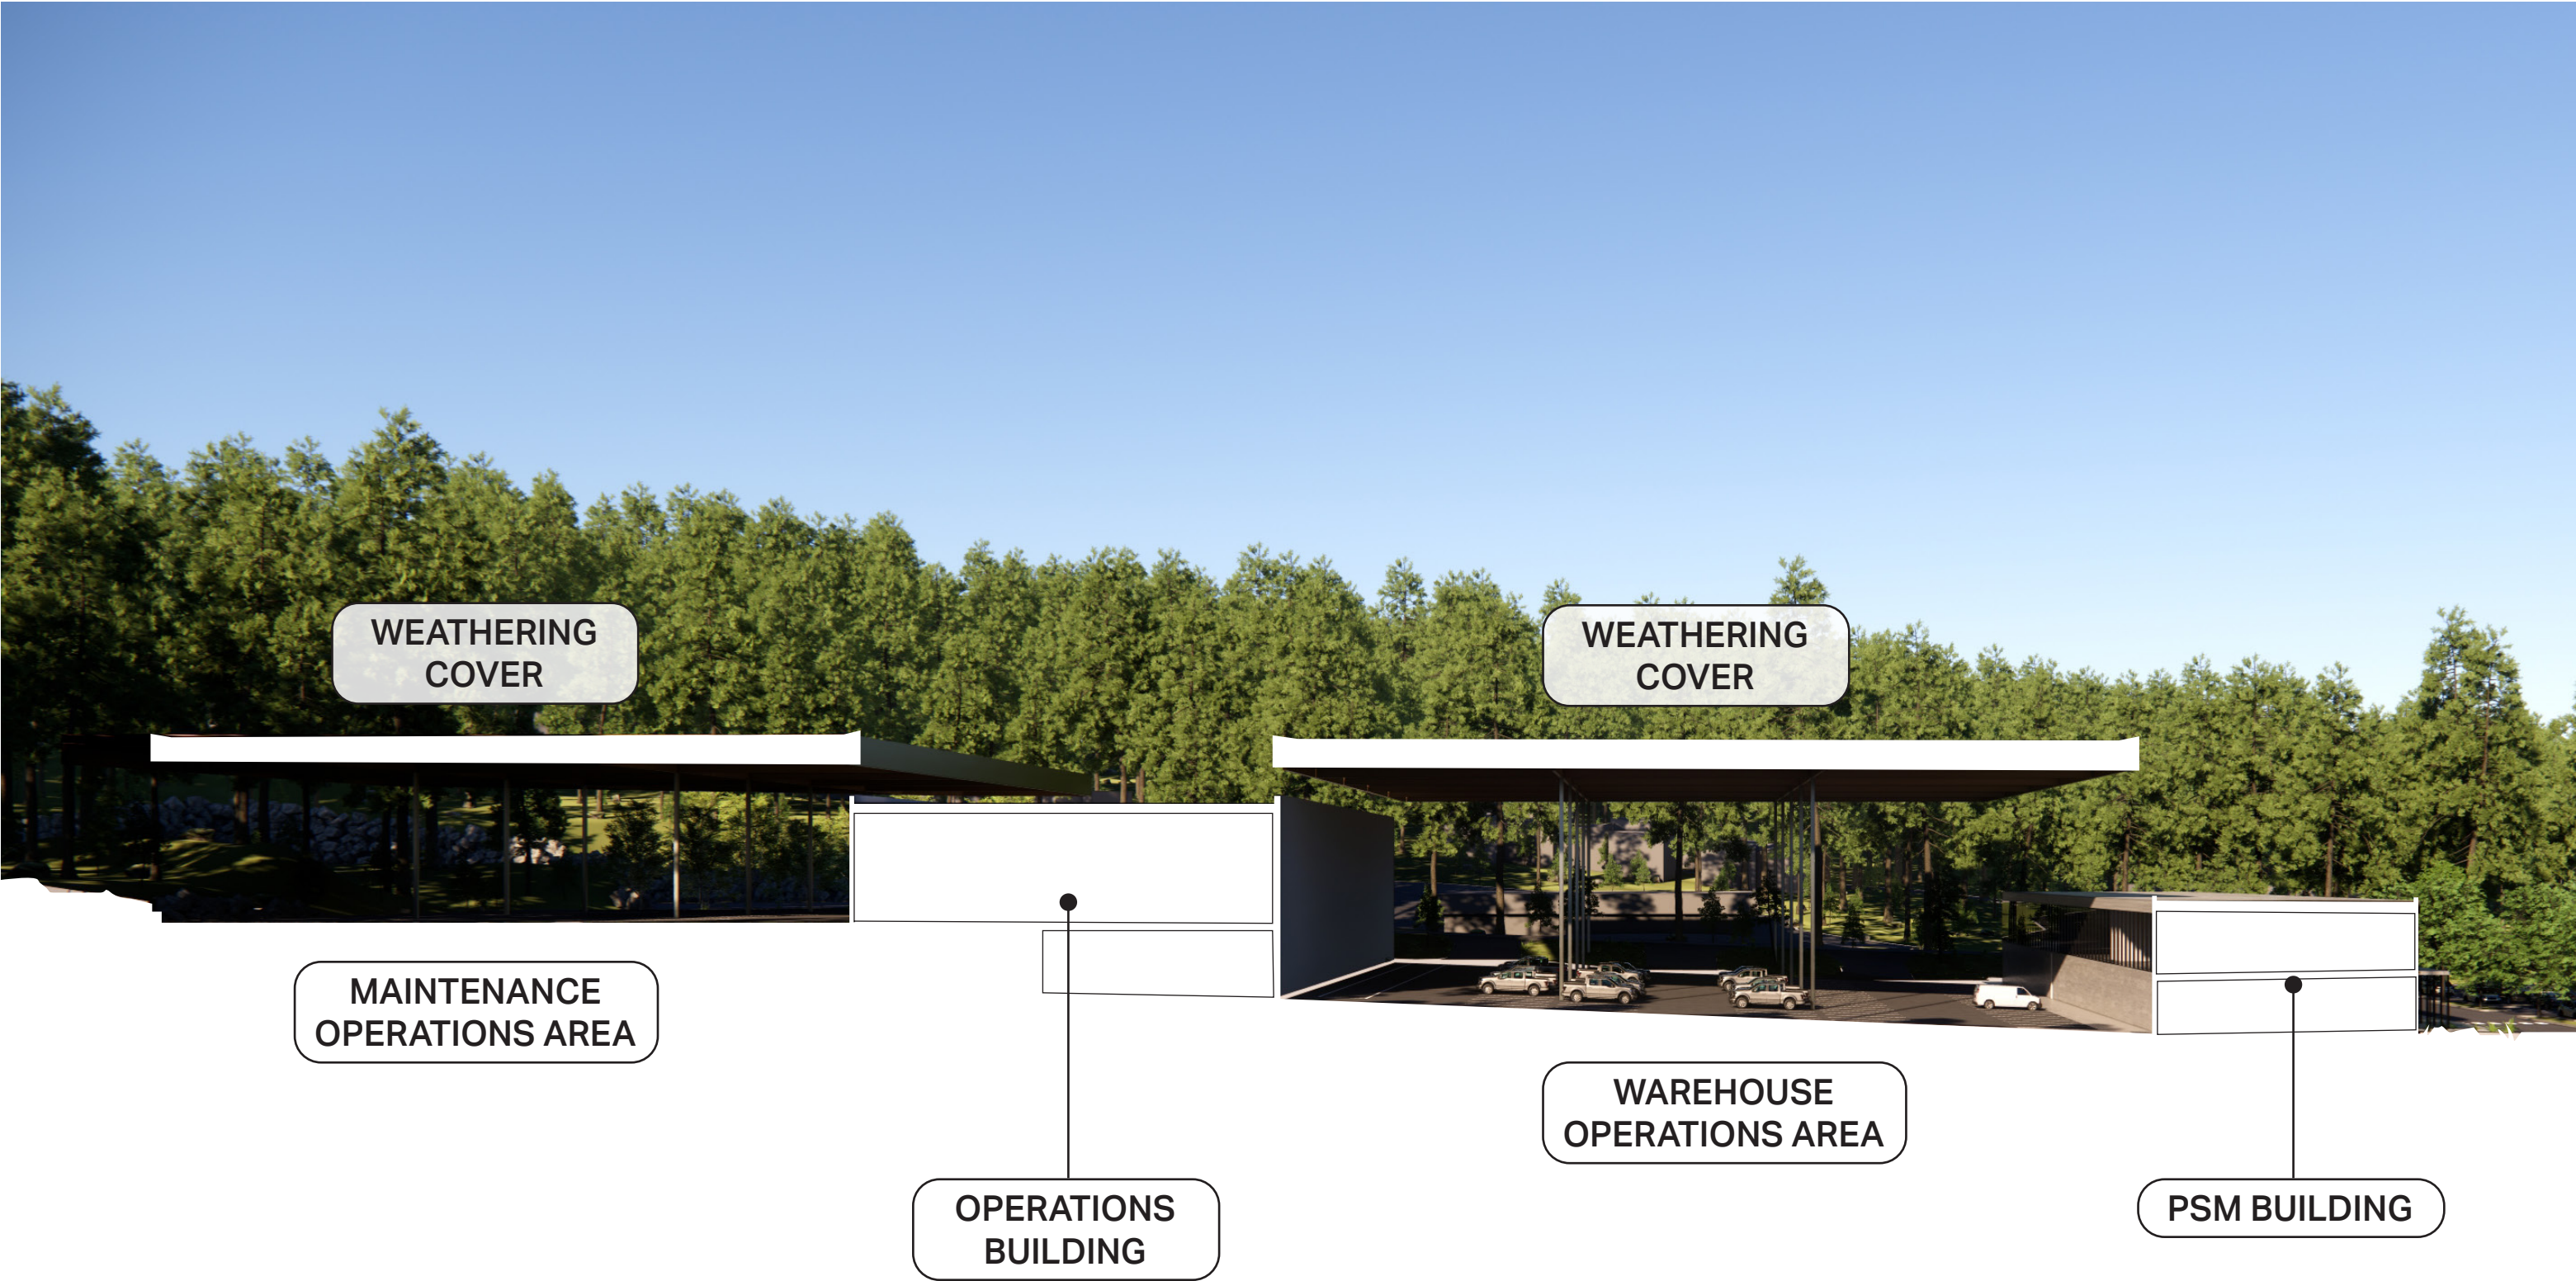 WEATHERING
COVER
WEATHERING
COVER
MAINTENANCE
OPERATIONS AREA
WAREHOUSE
OPERATIONS AREA
OPERATIONS
BUILDING
PSM BUILDING